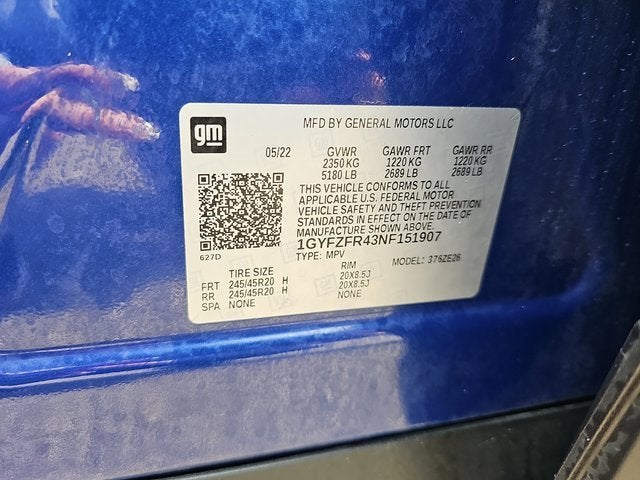 gm
MFD BY GENERAL MOTORS LLC
05/22 GVWR GAWR FRT GAWR RR
2350 KG 1220 KG 1220 KG
5180 LB 2689 LB 2689 LB
THIS VEHICLE CONFORMS TO ALL
APPLICABLE U.S. FEDERAL MOTOR
VEHICLE SAFETY AND THEFT PREVENTION
STANDARDS IN EFFECT ON THE DATE OF
MANUFACTURE SHOWN ABOVE.
1GYFZFR43NF151907
627D
TYPE: MPV MODEL: 376ZE26
TIRE SIZE RIM
FRT 245/45R20 H 20X8.5J
RR 245/45R20 H 20X8.5J
SPA NONE NONE